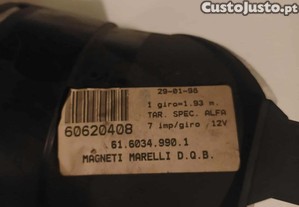 CustoJusto.pt
29-01-98
1 giro=1.93 m.
TAR. SPEC. ALFA
60620408
7 imp/giro ,12V
61.6034.990.1
MAGNETI MARELLI D.Q.B.